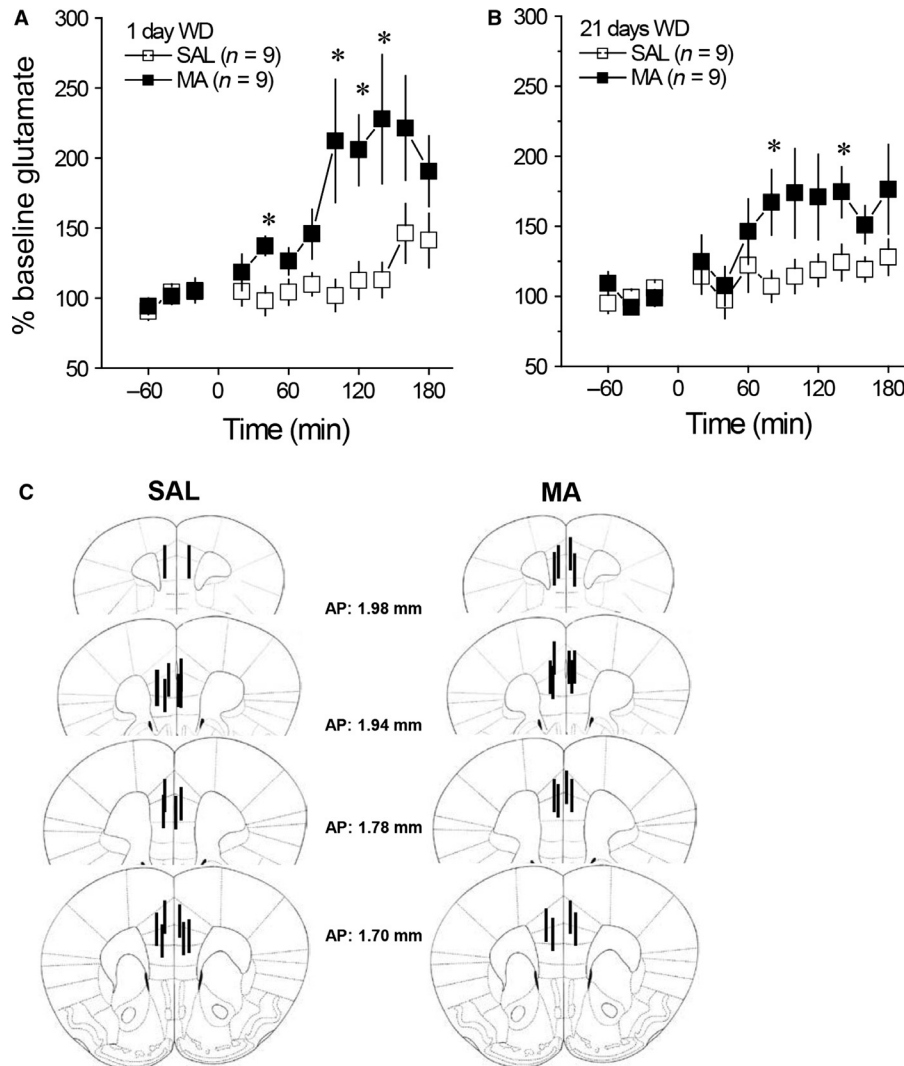 A
1 day WD
SAL (n = 9)
MA (n = 9)
* * * *
% baseline glutamate
300
250
200
150
100
50
–60 0 60 120 180
Time (min)
B
21 days WD
SAL (n = 9)
MA (n = 9)
* *
300
250
200
150
100
50
–60 0 60 120 180
Time (min)
C
SAL
MA
AP: 1.98 mm
AP: 1.94 mm
AP: 1.78 mm
AP: 1.70 mm